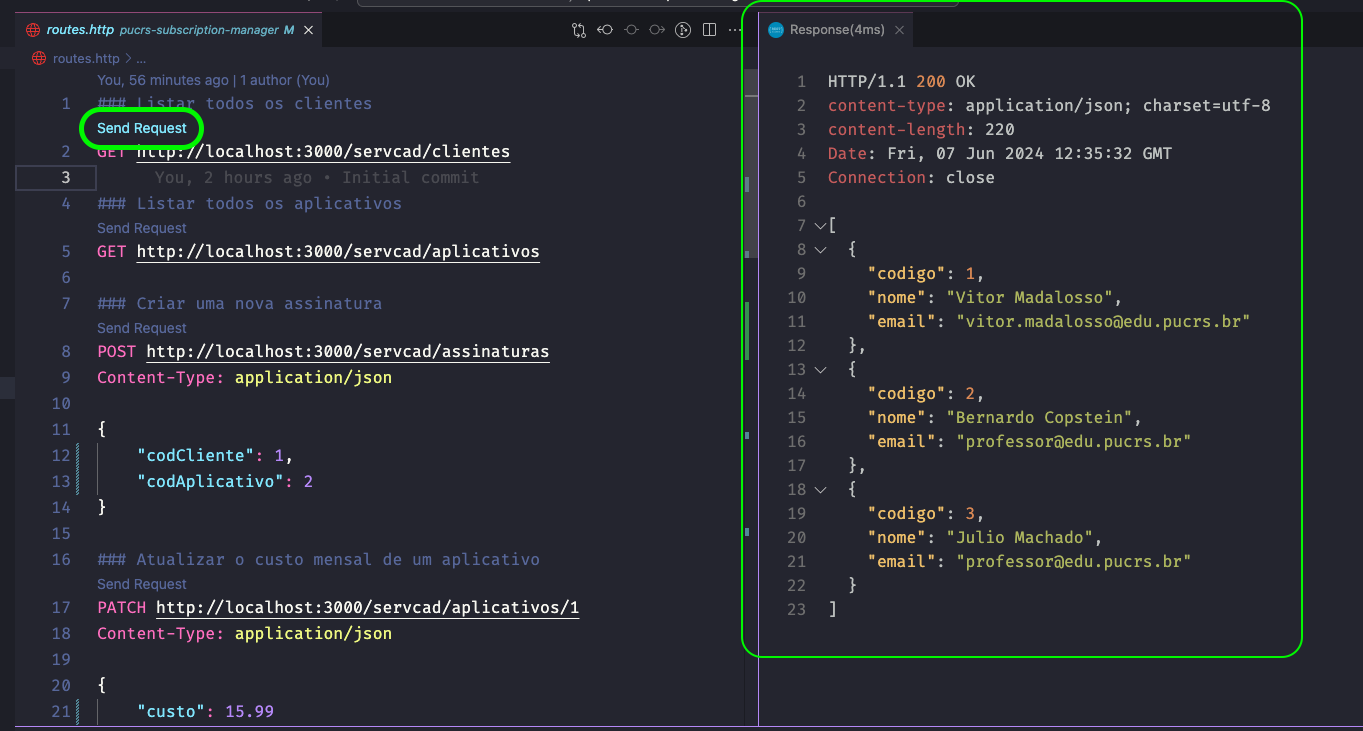 routes.http pucrs-subscription-manager M
routes.http > ...
You, 56 minutes ago | 1 author (You)
1 ### Listar todos os clientes
Send Request
2 GET http://localhost:3000/servcad/clientes
3 You, 2 hours ago • Initial commit
4 ### Listar todos os aplicativos
Send Request
5 GET http://localhost:3000/servcad/aplicativos
6
7 ### Criar uma nova assinatura
Send Request
8 POST http://localhost:3000/servcad/assinaturas
9 Content-Type: application/json
10
11 {
12 "codCliente": 1,
13 "codAplicativo": 2
14 }
15
16 ### Atualizar o custo mensal de um aplicativo
Send Request
17 PATCH http://localhost:3000/servcad/aplicativos/1
18 Content-Type: application/json
19
20 {
21 "custo": 15.99
Response(4ms)
1 HTTP/1.1 200 OK
2 content-type: application/json; charset=utf-8
3 content-length: 220
4 Date: Fri, 07 Jun 2024 12:35:32 GMT
5 Connection: close
6
7 [
8 {
9 "codigo": 1,
10 "nome": "Vitor Madalosso",
11 "email": "vitor.madalosso@edu.pucrs.br"
12 },
13 {
14 "codigo": 2,
15 "nome": "Bernardo Copstein",
16 "email": "professor@edu.pucrs.br"
17 },
18 {
19 "codigo": 3,
20 "nome": "Julio Machado",
21 "email": "professor@edu.pucrs.br"
22 }
23 ]